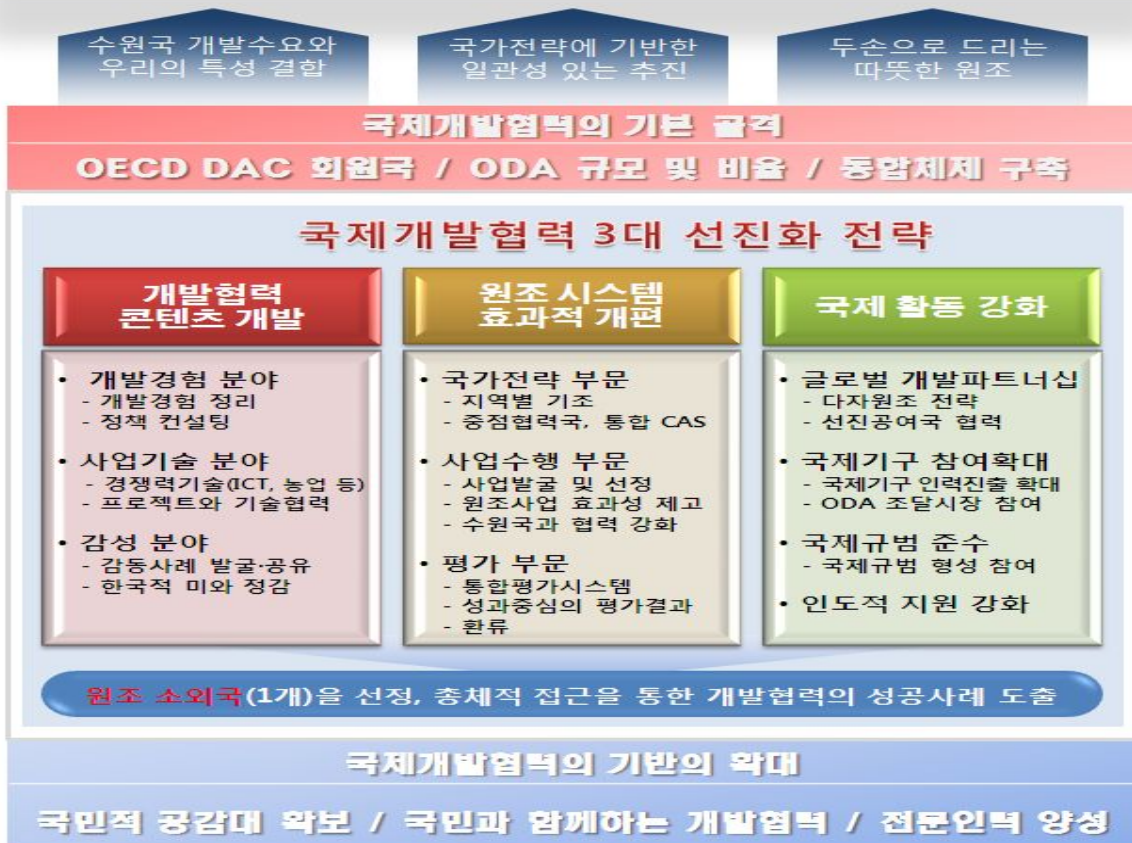 수원국 개발수요와
우리의 특성 결합
국가전략에 기반한
일관성 있는 추진
두손으로 드리는
따뜻한 원조
국제개발협력의 기본 골격
OECD DAC 회원국 / ODA 규모 및 비율 / 통합체제 구축
국제개발협력 3대 선진화 전략
개발협력
콘텐츠 개발
• 개발경험 분야
- 개발경험 정리
- 정책 컨설팅
• 사업기술 분야
- 경쟁력기술(ICT, 농업 등)
- 프로젝트와 기술협력
• 감성 분야
- 감동사례 발굴·공유
- 한국적 미와 정감
원조 시스템
효과적 개편
• 국가전략 부문
- 지역별 기조
- 중점협력국, 통합 CAS
• 사업수행 부문
- 사업발굴 및 선정
- 원조사업 효과성 제고
- 수원국과 협력 강화
• 평가 부문
- 통합평가시스템
- 성과중심의 평가결과
- 환류
국제 활동 강화
• 글로벌 개발파트너십
- 다자원조 전략
- 선진공여국 협력
• 국제기구 참여확대
- 국제기구 인력진출 확대
- ODA 조달시장 참여
• 국제규범 준수
- 국제규범 형성 참여
• 인도적 지원 강화
원조 소외국(1개)을 선정, 총체적 접근을 통한 개발협력의 성공사례 도출
국제개발협력의 기반의 확대
국민적 공감대 확보 / 국민과 함께하는 개발협력 / 전문인력 양성